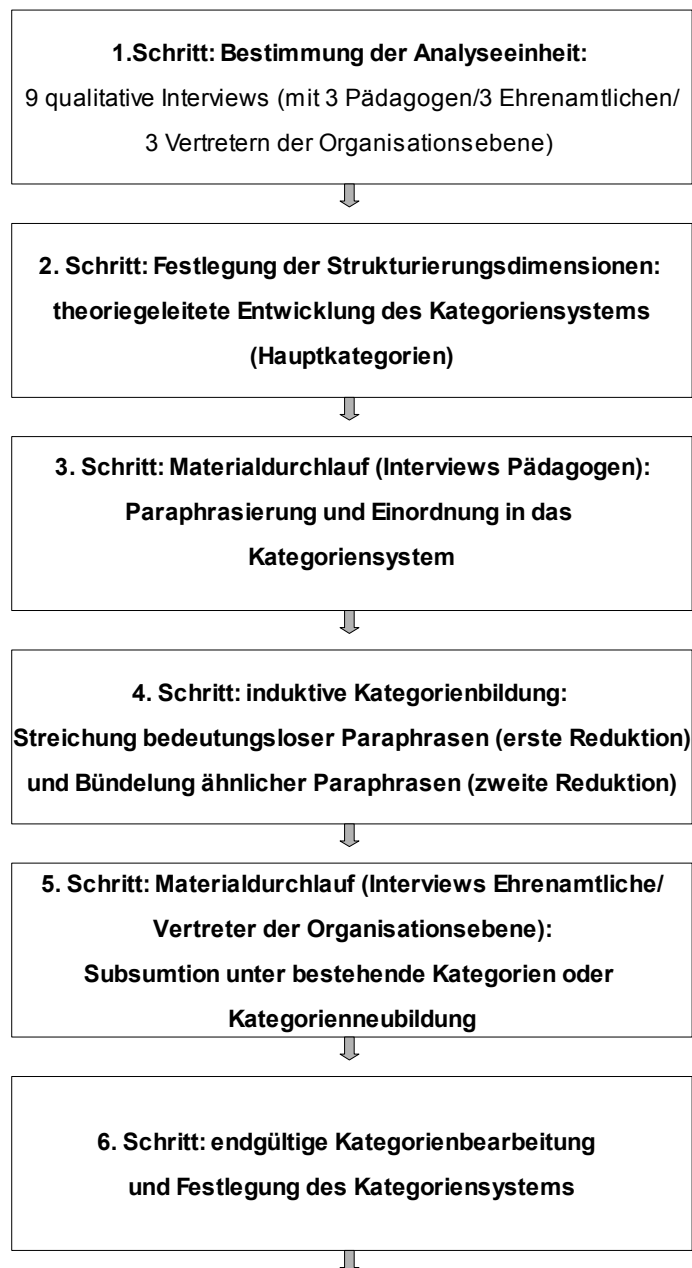 1.Schritt: Bestimmung der Analyseeinheit:
9 qualitative Interviews (mit 3 Pädagogen/3 Ehrenamtlichen/
3 Vertretern der Organisationsebene)
2. Schritt: Festlegung der Strukturierungsdimensionen:
theoriegeleitete Entwicklung des Kategoriensystems
(Hauptkategorien)
3. Schritt: Materialdurchlauf (Interviews Pädagogen):
Paraphrasierung und Einordnung in das
Kategoriensystem
4. Schritt: induktive Kategorienbildung:
Streichung bedeutungsloser Paraphrasen (erste Reduktion)
und Bündelung ähnlicher Paraphrasen (zweite Reduktion)
5. Schritt: Materialdurchlauf (Interviews Ehrenamtliche/
Vertreter der Organisationsebene):
Subsumtion unter bestehende Kategorien oder
Kategorienneubildung
6. Schritt: endgültige Kategorienbearbeitung
und Festlegung des Kategoriensystems